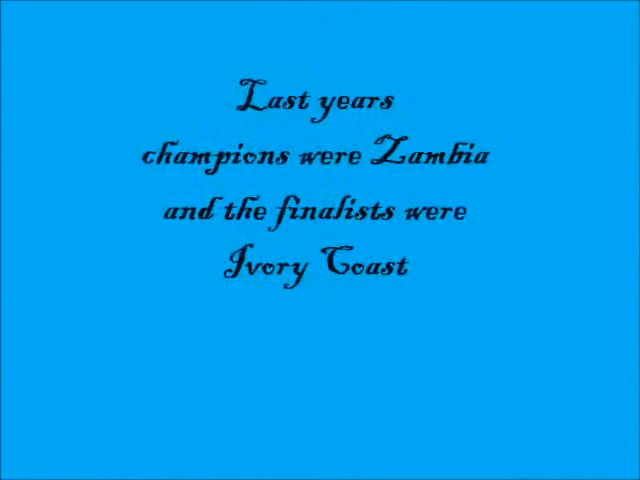 Last years
champions were Zambia
and the finalists were
Ivory Coast